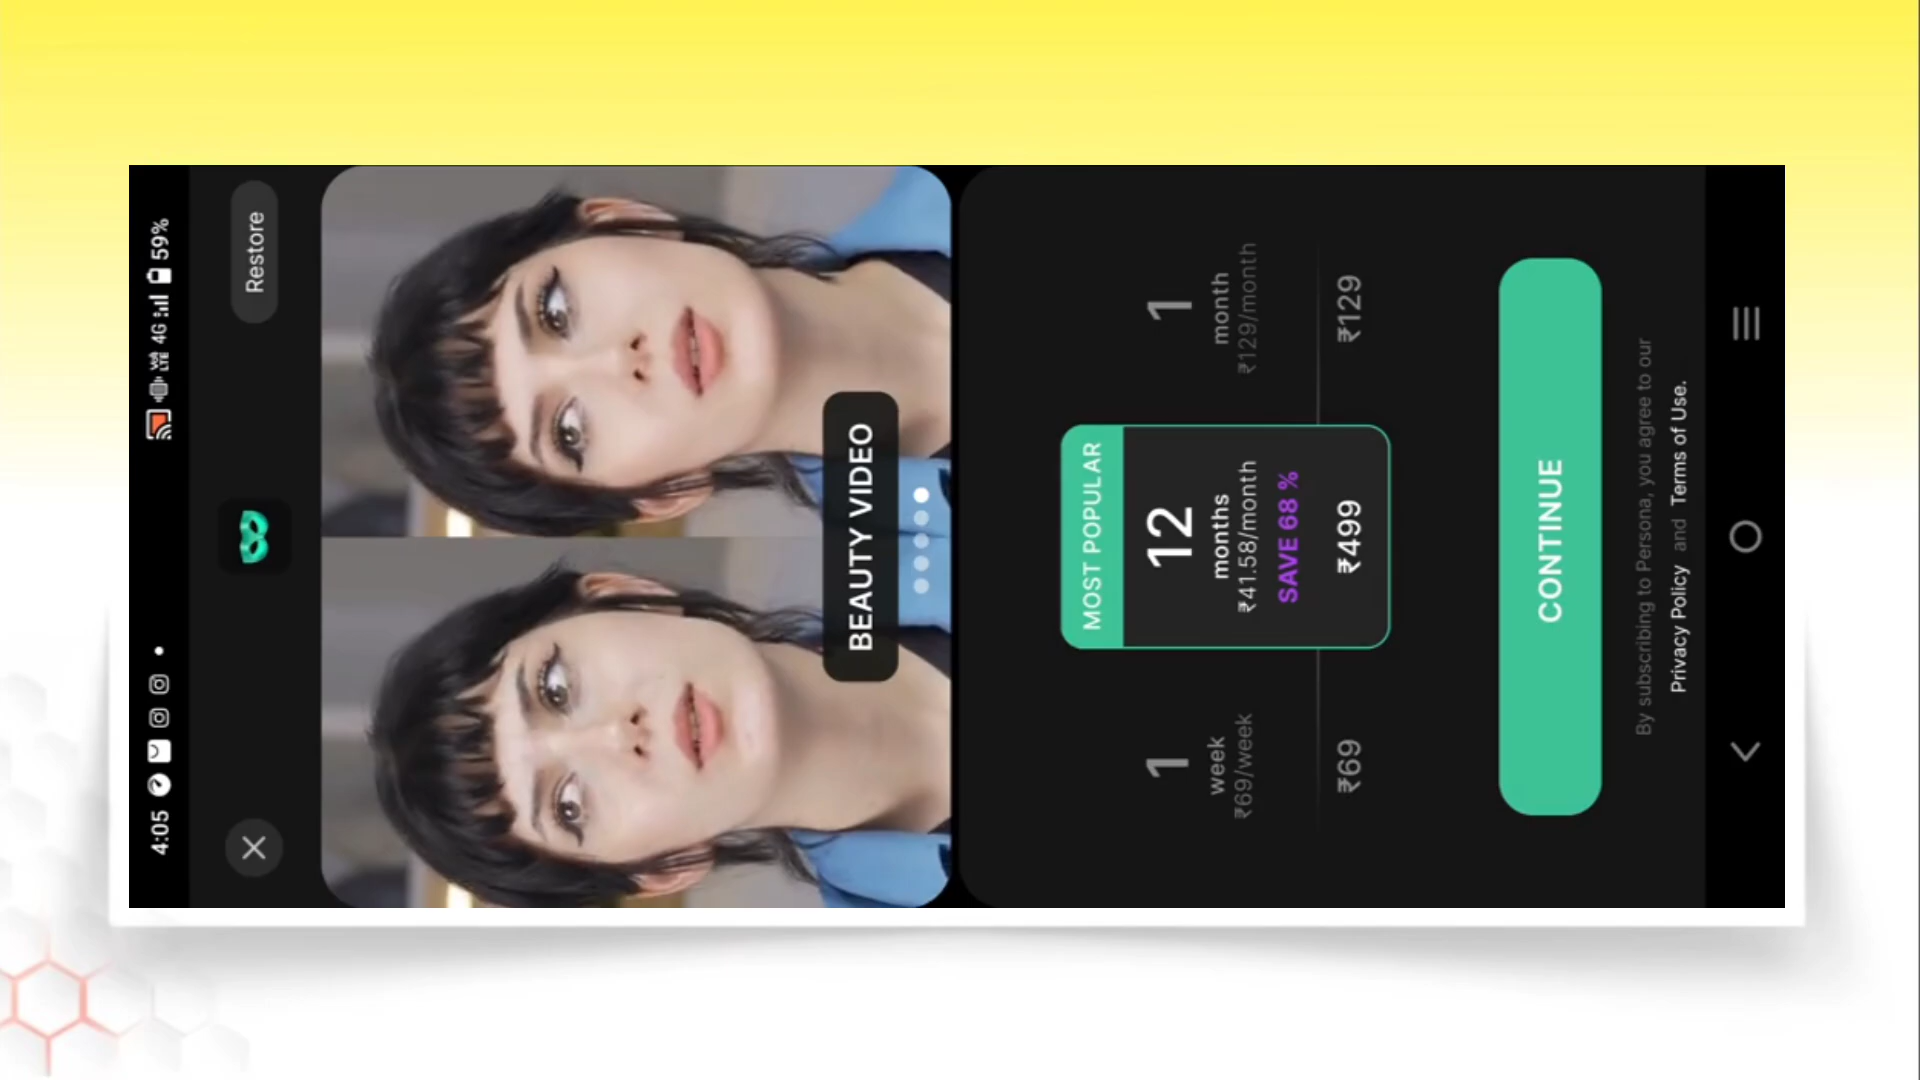 4:05
VoLTE 4G 59%
Restore
BEAUTY VIDEO
MOST POPULAR
1
week
₹69/week
₹69
12
months
₹41.58/month
SAVE 68 %
₹499
1
month
₹129/month
₹129
CONTINUE
By subscribing to Persona, you agree to our
Privacy Policy and Terms of Use.